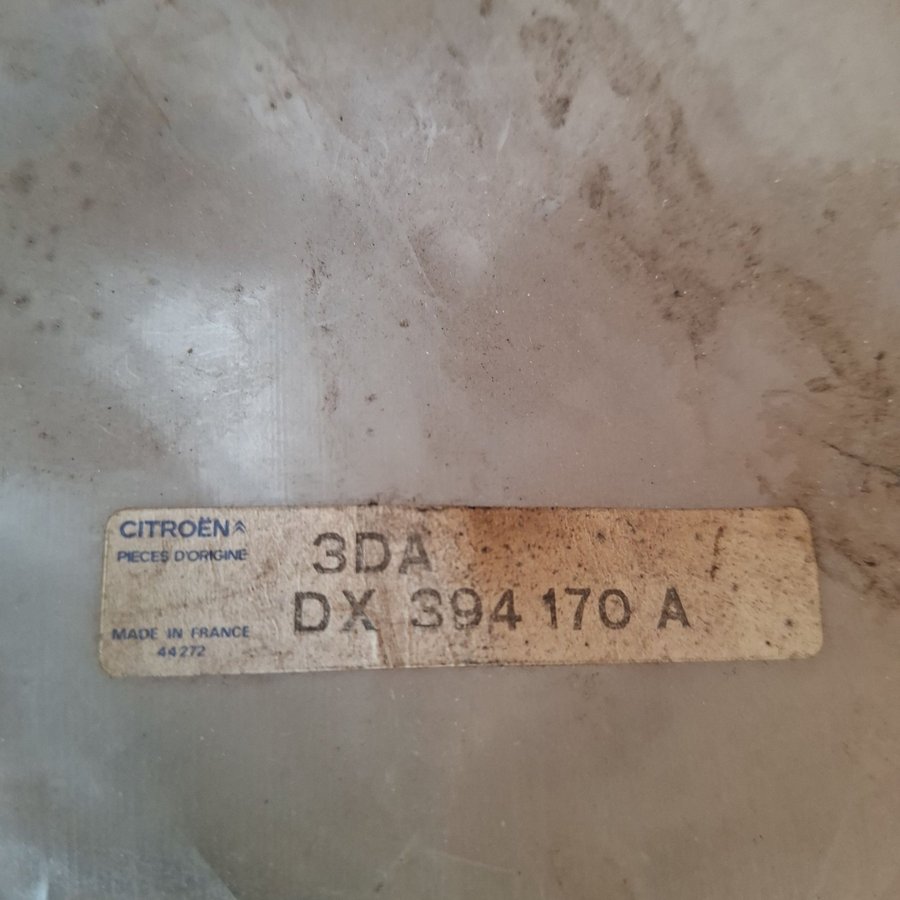 CITROËN
PIECES D'ORIGINE
3DA
DX 394 170 A
MADE IN FRANCE
44272